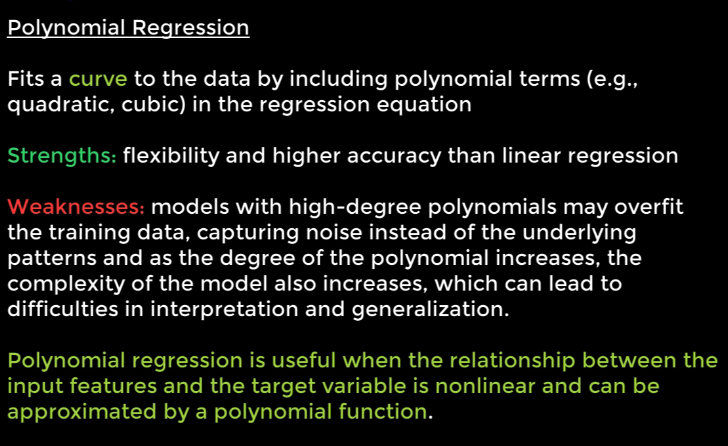 Polynomial Regression
Fits a curve to the data by including polynomial terms (e.g.,
quadratic, cubic) in the regression equation
Strengths: flexibility and higher accuracy than linear regression
Weaknesses: models with high-degree polynomials may overfit
the training data, capturing noise instead of the underlying
patterns and as the degree of the polynomial increases, the
complexity of the model also increases, which can lead to
difficulties in interpretation and generalization.
Polynomial regression is useful when the relationship between the
input features and the target variable is nonlinear and can be
approximated by a polynomial function.